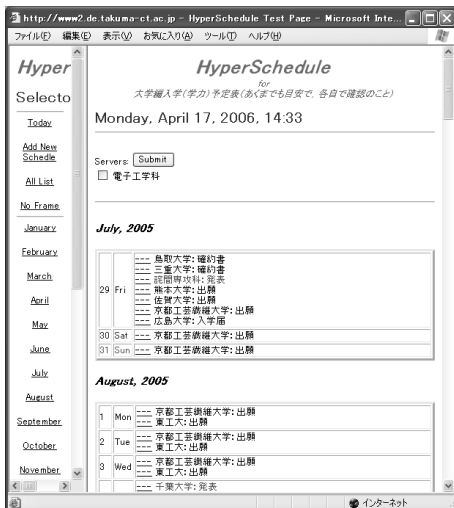 http://www2.de.takuma-ct.ac.jp - HyperSchedule Test Page - Microsoft Inte...
ファイル(F) 編集(E) 表示(V) お気に入り(A) ツール(T) ヘルプ(H)
Hyper
Selecto
Today
Add New
Schedle
All List
No Frame
January
February
March
April
May
June
July
August
September
October
November
HyperSchedule
for
大学編入学(学力)予定表(あくまでも目安で, 各自で確認のこと)
Monday, April 17, 2006, 14:33
Servers: Submit
電子工学科
July, 2005
29 Fri
--- 鳥取大学: 確約書
--- 三重大学: 確約書
--- 詫間専攻科: 発表
--- 熊本大学: 出願
--- 佐賀大学: 出願
--- 京都工芸繊維大学: 出願
--- 広島大学: 入学届
30 Sat --- 京都工芸繊維大学: 出願
31 Sun --- 京都工芸繊維大学: 出願
August, 2005
1 Mon
--- 京都工芸繊維大学: 出願
--- 東工大: 出願
2 Tue
--- 京都工芸繊維大学: 出願
--- 東工大: 出願
3 Wed
--- 京都工芸繊維大学: 出願
--- 東工大: 出願
--- 千葉大学: 発表
インターネット